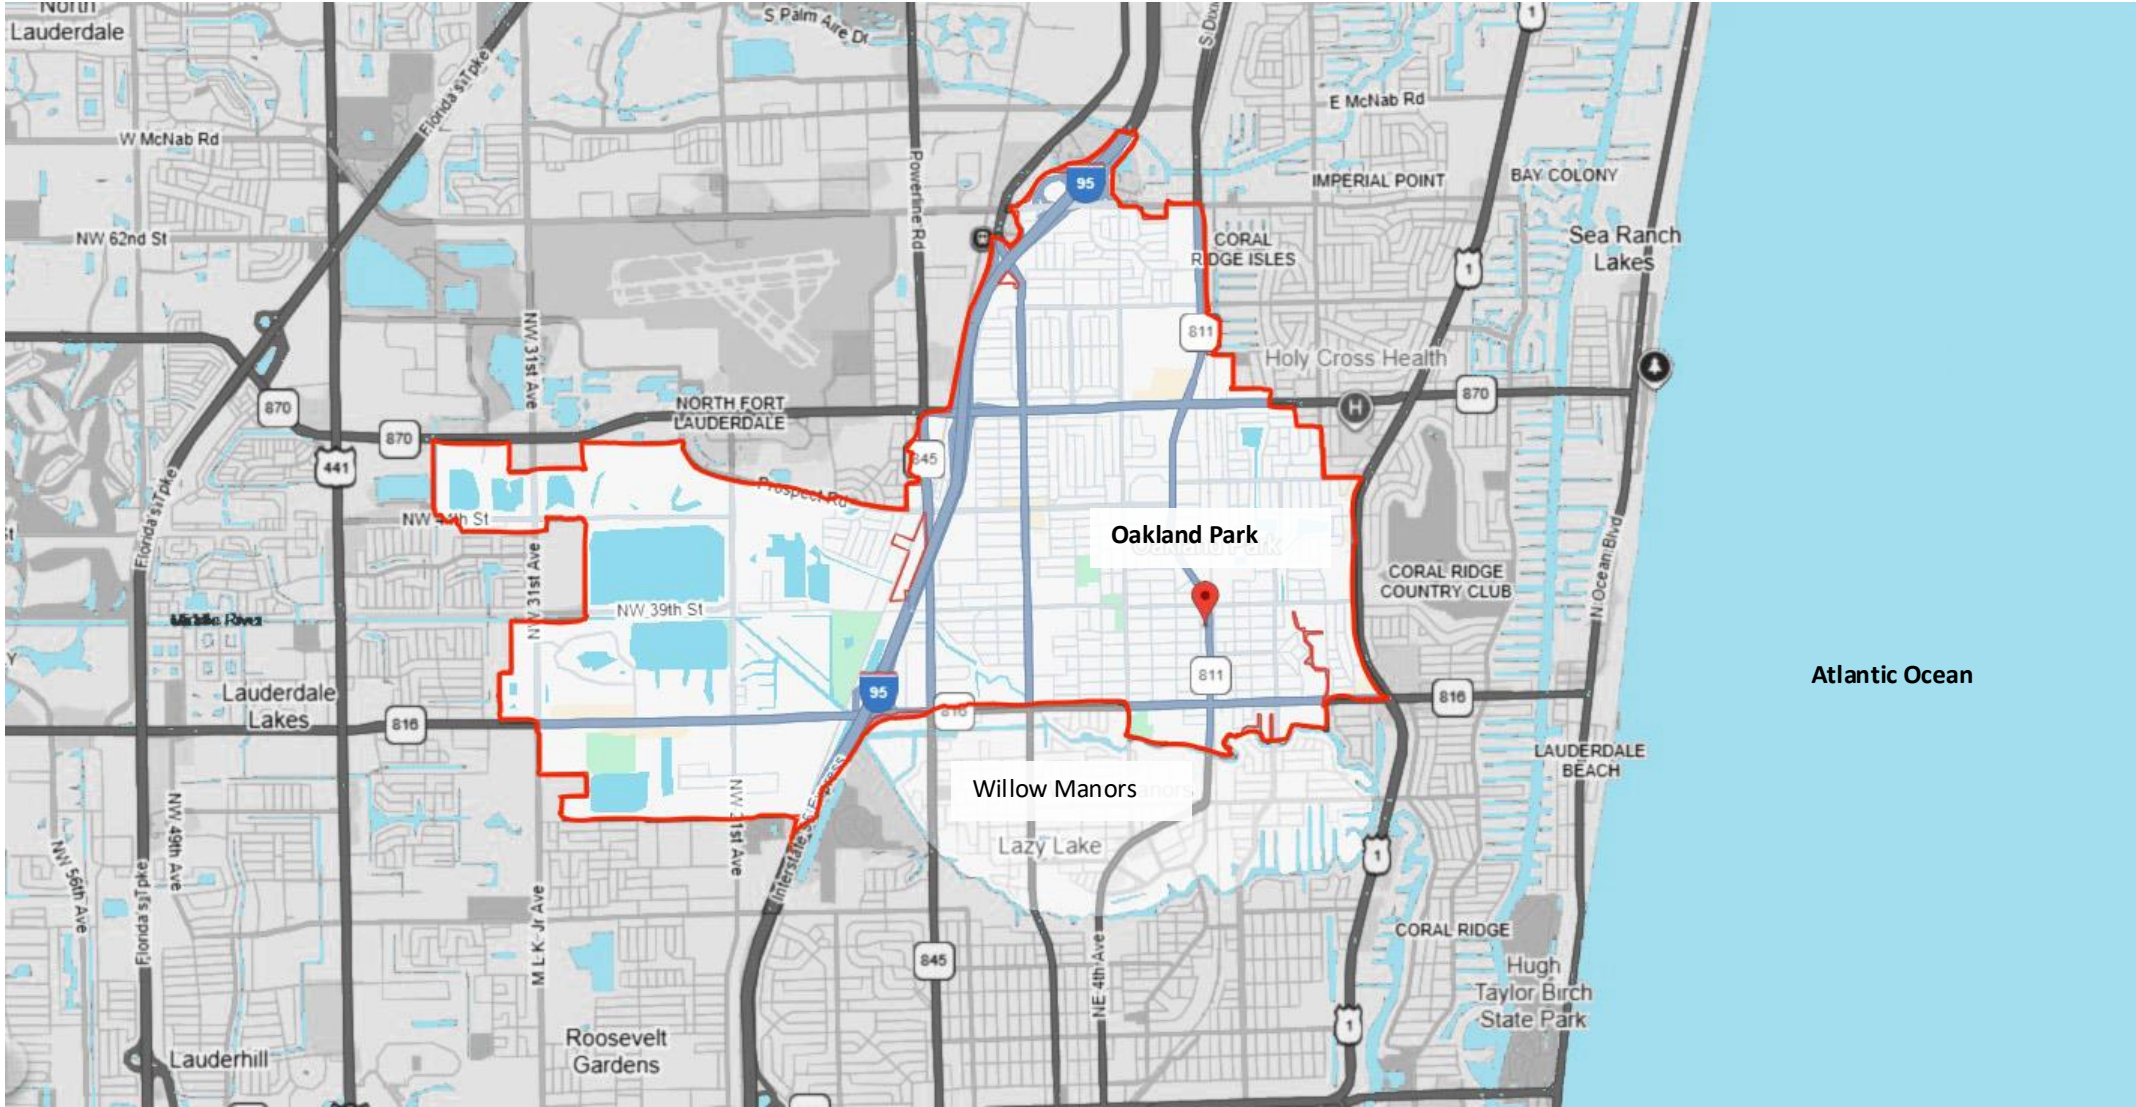 North
Lauderdale
S Palm Aire Dr
1
Florida's Tpke
S Dixi
E McNab Rd
W McNab Rd
Powerline Rd
95
IMPERIAL POINT
BAY COLONY
NW 62nd St
CORAL
RIDGE ISLES
Sea Ranch
Lakes
1
NW 31st Ave
811
Holy Cross Health
870
NORTH FORT
LAUDERDALE
H
870
870
441
845
Florida's Tpke
Prospect Rd
NW 44th St
st
Oakland Park
N Ocean Blvd
NW 31st Ave
CORAL RIDGE
COUNTRY CLUB
NW 39th St
Middle River
Y
811
Atlantic Ocean
Lauderdale
Lakes
95
816
816
816
LAUDERDALE
BEACH
Willow Manors
NW 49th Ave
NW 21st Ave
Interstate 95 Express
Lazy Lake
1
NW 56th Ave
Florida's Tpke
M L K Jr Ave
CORAL RIDGE
845
NE 4th Ave
Hugh
Taylor Birch
State Park
1
Roosevelt
Gardens
Lauderhill